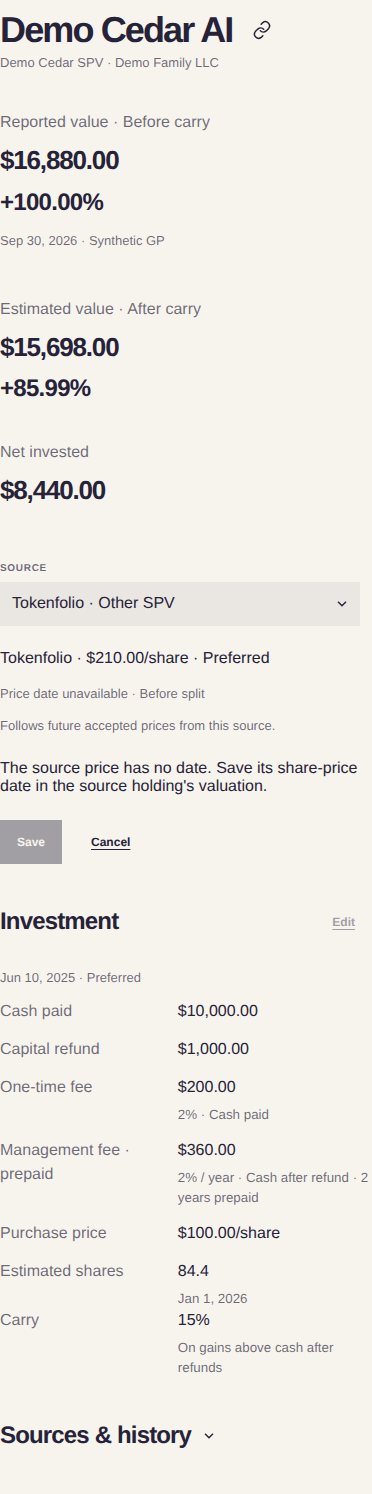 Demo Cedar AI
Demo Cedar SPV · Demo Family LLC
Reported value · Before carry
$16,880.00
+100.00%
Sep 30, 2026 · Synthetic GP
Estimated value · After carry
$15,698.00
+85.99%
Net invested
$8,440.00
SOURCE
Tokenfolio · Other SPV
Tokenfolio · $210.00/share · Preferred
Price date unavailable · Before split
Follows future accepted prices from this source.
The source price has no date. Save its share-price
date in the source holding's valuation.
Save Cancel
Investment Edit
Jun 10, 2025 · Preferred
Cash paid $10,000.00
Capital refund $1,000.00
One-time fee $200.00
2% · Cash paid
Management fee · $360.00
prepaid 2% / year · Cash after refund · 2
years prepaid
Purchase price $100.00/share
Estimated shares 84.4
Jan 1, 2026
Carry 15%
On gains above cash after
refunds
Sources & history